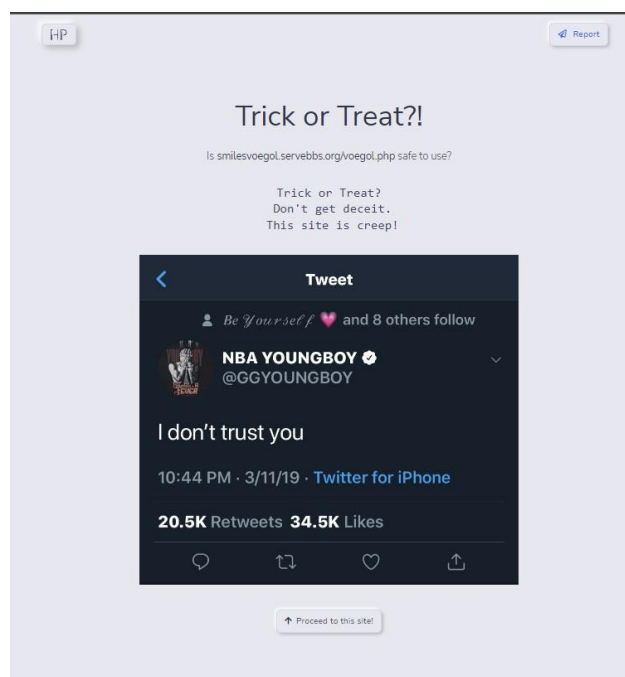 HP
Report
Trick or Treat?!
Is smilesvoegol.servebbs.org/voegol.php safe to use?
Trick or Treat?
Don't get deceit.
This site is creep!
Tweet
Be Yourself 💗 and 8 others follow
NBA YOUNGBOY
@GGYOUNGBOY
I don’t trust you
10:44 PM · 3/11/19 · Twitter for iPhone
20.5K Retweets 34.5K Likes
Proceed to this site!